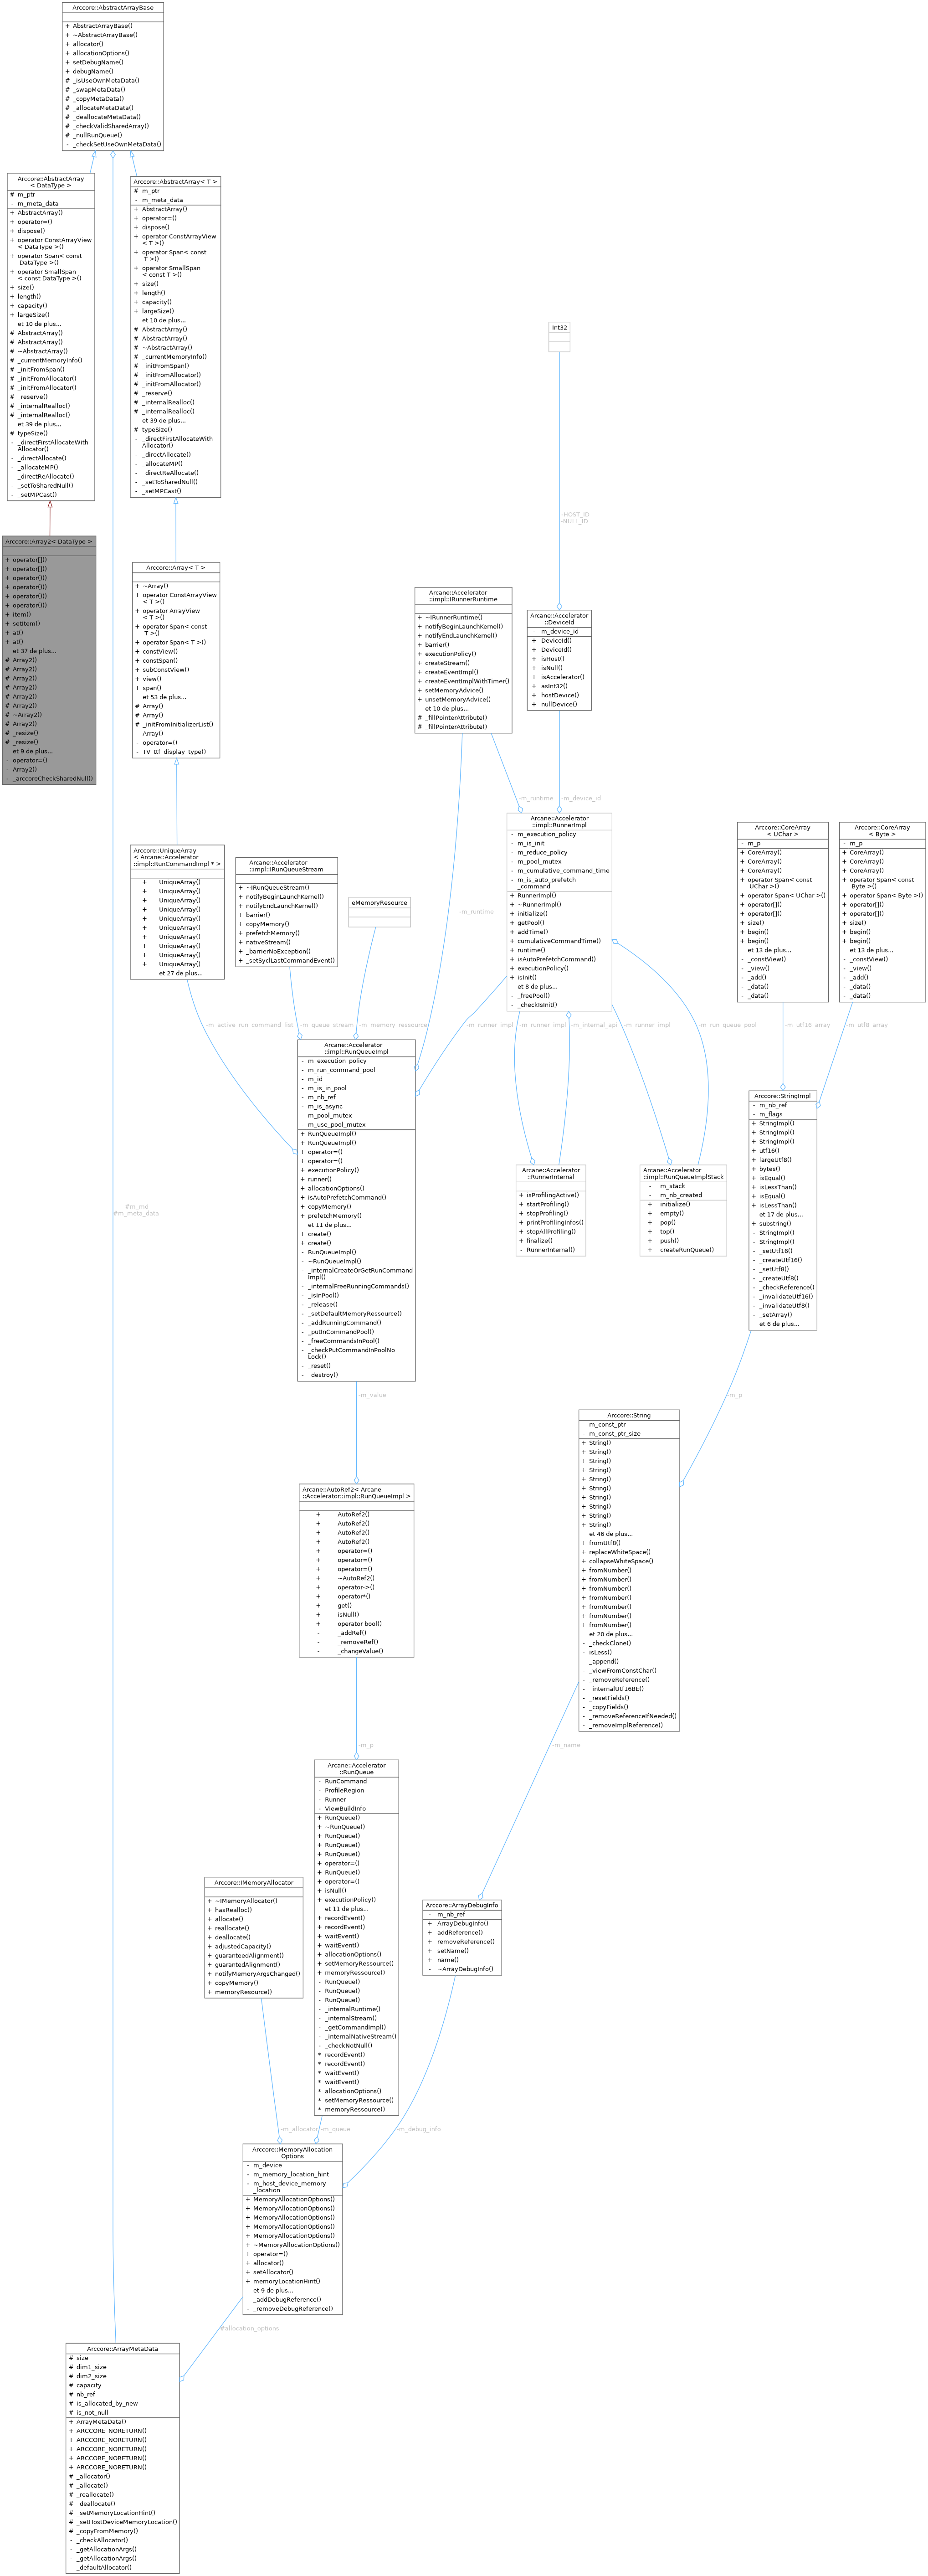 Arccore::AbstractArrayBase
+ AbstractArrayBase()
+ ~AbstractArrayBase()
+ allocator()
+ allocationOptions()
+ setDebugName()
+ debugName()
# _isUseOwnMetaData()
# _swapMetaData()
# _copyMetaData()
# _allocateMetaData()
# _deallocateMetaData()
# _checkValidSharedArray()
# _nullRunQueue()
- _checkSetUseOwnMetaData()
Arccore::AbstractArray
< DataType >
# m_ptr
- m_meta_data
+ AbstractArray()
+ operator=()
+ dispose()
+ operator ConstArrayView
< DataType >()
+ operator Span< const
DataType >()
+ operator SmallSpan
< const DataType >()
+ size()
+ length()
+ capacity()
+ largeSize()
et 10 de plus...
# AbstractArray()
# AbstractArray()
# ~AbstractArray()
# _currentMemoryInfo()
# _initFromSpan()
# _initFromAllocator()
# _initFromAllocator()
# _reserve()
# _internalRealloc()
# _internalRealloc()
et 39 de plus...
# typeSize()
- _directFirstAllocateWith
Allocator()
- _directAllocate()
- _allocateMP()
- _directReAllocate()
- _setToSharedNull()
- _setMPCast()
Arccore::AbstractArray< T >
# m_ptr
- m_meta_data
+ AbstractArray()
+ operator=()
+ dispose()
+ operator ConstArrayView
< T >()
+ operator Span< const
T >()
+ operator SmallSpan
< const T >()
+ size()
+ length()
+ capacity()
+ largeSize()
et 10 de plus...
# AbstractArray()
# AbstractArray()
# ~AbstractArray()
# _currentMemoryInfo()
# _initFromSpan()
# _initFromAllocator()
# _initFromAllocator()
# _reserve()
# _internalRealloc()
# _internalRealloc()
et 39 de plus...
# typeSize()
- _directFirstAllocateWith
Allocator()
- _directAllocate()
- _allocateMP()
- _directReAllocate()
- _setToSharedNull()
- _setMPCast()
Arccore::Array2< DataType >
+ operator[]()
+ operator[]()
+ operator()()
+ operator()()
+ operator()()
+ operator()()
+ item()
+ setItem()
+ at()
+ at()
et 37 de plus...
# Array2()
# Array2()
# Array2()
# Array2()
# Array2()
# Array2()
# ~Array2()
# Array2()
# _resize()
# _resize()
et 9 de plus...
- operator=()
- Array2()
- _arccoreCheckSharedNull()
Arccore::Array< T >
+ ~Array()
+ operator ConstArrayView
< T >()
+ operator ArrayView
< T >()
+ operator Span< const
T >()
+ operator Span< T >()
+ constView()
+ constSpan()
+ subConstView()
+ view()
+ span()
et 53 de plus...
# Array()
# Array()
# _initFromInitializerList()
- Array()
- operator=()
- TV_ttf_display_type()
Int32
-HOST_ID
-NULL_ID
Arcane::Accelerator
::impl::IRunnerRuntime
+ ~IRunnerRuntime()
+ notifyBeginLaunchKernel()
+ notifyEndLaunchKernel()
+ barrier()
+ executionPolicy()
+ createStream()
+ createEventImpl()
+ createEventImplWithTimer()
+ setMemoryAdvice()
+ unsetMemoryAdvice()
et 10 de plus...
# _fillPointerAttribute()
# _fillPointerAttribute()
Arcane::Accelerator
::DeviceId
- m_device_id
+ DeviceId()
+ DeviceId()
+ isHost()
+ isNull()
+ isAccelerator()
+ asInt32()
+ hostDevice()
+ nullDevice()
-m_runtime
-m_device_id
Arcane::Accelerator
::impl::RunnerImpl
- m_execution_policy
- m_is_init
- m_reduce_policy
- m_pool_mutex
- m_cumulative_command_time
- m_is_auto_prefetch
_command
+ RunnerImpl()
+ ~RunnerImpl()
+ initialize()
+ getPool()
+ addTime()
+ cumulativeCommandTime()
+ runtime()
+ isAutoPrefetchCommand()
+ executionPolicy()
+ isInit()
et 8 de plus...
- _freePool()
- _checkIsInit()
Arccore::CoreArray
< UChar >
- m_p
+ CoreArray()
+ CoreArray()
+ CoreArray()
+ operator Span< const
UChar >()
+ operator Span< UChar >()
+ operator[]()
+ operator[]()
+ size()
+ begin()
+ begin()
et 13 de plus...
- _constView()
- _view()
- _add()
- _data()
- _data()
Arccore::CoreArray
< Byte >
- m_p
+ CoreArray()
+ CoreArray()
+ CoreArray()
+ operator Span< const
Byte >()
+ operator Span< Byte >()
+ operator[]()
+ operator[]()
+ size()
+ begin()
+ begin()
et 13 de plus...
- _constView()
- _view()
- _add()
- _data()
- _data()
Arccore::UniqueArray
< Arcane::Accelerator
::impl::RunCommandImpl * >
+ UniqueArray()
+ UniqueArray()
+ UniqueArray()
+ UniqueArray()
+ UniqueArray()
+ UniqueArray()
+ UniqueArray()
+ UniqueArray()
+ UniqueArray()
+ UniqueArray()
et 27 de plus...
Arcane::Accelerator
::impl::IRunQueueStream
+ ~IRunQueueStream()
+ notifyBeginLaunchKernel()
+ notifyEndLaunchKernel()
+ barrier()
+ copyMemory()
+ prefetchMemory()
+ nativeStream()
+ _barrierNoException()
+ _setSyclLastCommandEvent()
eMemoryResource
-m_runtime
-m_active_run_command_list
-m_queue_stream
-m_memory_ressource
-m_runner_impl
-m_runner_impl
-m_internal_api
-m_runner_impl
-m_run_queue_pool
-m_utf16_array
-m_utf8_array
Arcane::Accelerator
::impl::RunQueueImpl
- m_execution_policy
- m_run_command_pool
- m_id
- m_is_in_pool
- m_nb_ref
- m_is_async
- m_pool_mutex
- m_use_pool_mutex
+ RunQueueImpl()
+ RunQueueImpl()
+ operator=()
+ operator=()
+ executionPolicy()
+ runner()
+ allocationOptions()
+ isAutoPrefetchCommand()
+ copyMemory()
+ prefetchMemory()
et 11 de plus...
+ create()
+ create()
- RunQueueImpl()
- ~RunQueueImpl()
- _internalCreateOrGetRunCommand
Impl()
- _internalFreeRunningCommands()
- _isInPool()
- _release()
- _setDefaultMemoryRessource()
- _addRunningCommand()
- _putInCommandPool()
- _freeCommandsInPool()
- _checkPutCommandInPoolNo
Lock()
- _reset()
- _destroy()
Arcane::Accelerator
::RunnerInternal
+ isProfilingActive()
+ startProfiling()
+ stopProfiling()
+ printProfilingInfos()
+ stopAllProfiling()
+ finalize()
- RunnerInternal()
Arcane::Accelerator
::impl::RunQueueImplStack
- m_stack
- m_nb_created
+ initialize()
+ empty()
+ pop()
+ top()
+ push()
+ createRunQueue()
Arccore::StringImpl
- m_nb_ref
- m_flags
+ StringImpl()
+ StringImpl()
+ StringImpl()
+ utf16()
+ largeUtf8()
+ bytes()
+ isEqual()
+ isLessThan()
+ isEqual()
+ isLessThan()
et 17 de plus...
+ substring()
- StringImpl()
- StringImpl()
- _setUtf16()
- _createUtf16()
- _setUtf8()
- _createUtf8()
- _checkReference()
- _invalidateUtf16()
- _invalidateUtf8()
- _setArray()
et 6 de plus...
#m_md
#m_meta_data
-m_value
-m_p
Arccore::String
- m_const_ptr
- m_const_ptr_size
+ String()
+ String()
+ String()
+ String()
+ String()
+ String()
+ String()
+ String()
+ String()
+ String()
et 46 de plus...
+ fromUtf8()
+ replaceWhiteSpace()
+ collapseWhiteSpace()
+ fromNumber()
+ fromNumber()
+ fromNumber()
+ fromNumber()
+ fromNumber()
+ fromNumber()
+ fromNumber()
et 20 de plus...
- _checkClone()
- isLess()
- _append()
- _viewFromConstChar()
- _removeReference()
- _internalUtf16BE()
- _resetFields()
- _copyFields()
- _removeReferenceIfNeeded()
- _removeImplReference()
Arcane::AutoRef2< Arcane
::Accelerator::impl::RunQueueImpl >
+ AutoRef2()
+ AutoRef2()
+ AutoRef2()
+ AutoRef2()
+ operator=()
+ operator=()
+ operator=()
+ ~AutoRef2()
+ operator->()
+ operator*()
+ get()
+ isNull()
+ operator bool()
- _addRef()
- _removeRef()
- _changeValue()
-m_p
-m_name
Arcane::Accelerator
::RunQueue
- RunCommand
- ProfileRegion
- Runner
- ViewBuildInfo
+ RunQueue()
+ ~RunQueue()
+ RunQueue()
+ RunQueue()
+ RunQueue()
+ operator=()
+ RunQueue()
+ operator=()
+ isNull()
+ executionPolicy()
et 11 de plus...
+ recordEvent()
+ recordEvent()
+ waitEvent()
+ waitEvent()
+ allocationOptions()
+ setMemoryRessource()
+ memoryRessource()
- RunQueue()
- RunQueue()
- RunQueue()
- _internalRuntime()
- _internalStream()
- _getCommandImpl()
- _internalNativeStream()
- _checkNotNull()
* recordEvent()
* recordEvent()
* waitEvent()
* waitEvent()
* allocationOptions()
* setMemoryRessource()
* memoryRessource()
Arccore::IMemoryAllocator
+ ~IMemoryAllocator()
+ hasRealloc()
+ allocate()
+ reallocate()
+ deallocate()
+ adjustedCapacity()
+ guaranteedAlignment()
+ guarantedAlignment()
+ notifyMemoryArgsChanged()
+ copyMemory()
+ memoryResource()
Arccore::ArrayDebugInfo
- m_nb_ref
+ ArrayDebugInfo()
+ addReference()
+ removeReference()
+ setName()
+ name()
- ~ArrayDebugInfo()
-m_allocator
-m_queue
-m_debug_info
Arccore::MemoryAllocation
Options
- m_device
- m_memory_location_hint
- m_host_device_memory
_location
+ MemoryAllocationOptions()
+ MemoryAllocationOptions()
+ MemoryAllocationOptions()
+ MemoryAllocationOptions()
+ MemoryAllocationOptions()
+ ~MemoryAllocationOptions()
+ operator=()
+ allocator()
+ setAllocator()
+ memoryLocationHint()
et 9 de plus...
- _addDebugReference()
- _removeDebugReference()
#allocation_options
Arccore::ArrayMetaData
# size
# dim1_size
# dim2_size
# capacity
# nb_ref
# is_allocated_by_new
# is_not_null
+ ArrayMetaData()
+ ARCCORE_NORETURN()
+ ARCCORE_NORETURN()
+ ARCCORE_NORETURN()
+ ARCCORE_NORETURN()
+ ARCCORE_NORETURN()
# _allocator()
# _allocate()
# _reallocate()
# _deallocate()
# _setMemoryLocationHint()
# _setHostDeviceMemoryLocation()
# _copyFromMemory()
- _checkAllocator()
- _getAllocationArgs()
- _getAllocationArgs()
- _defaultAllocator()